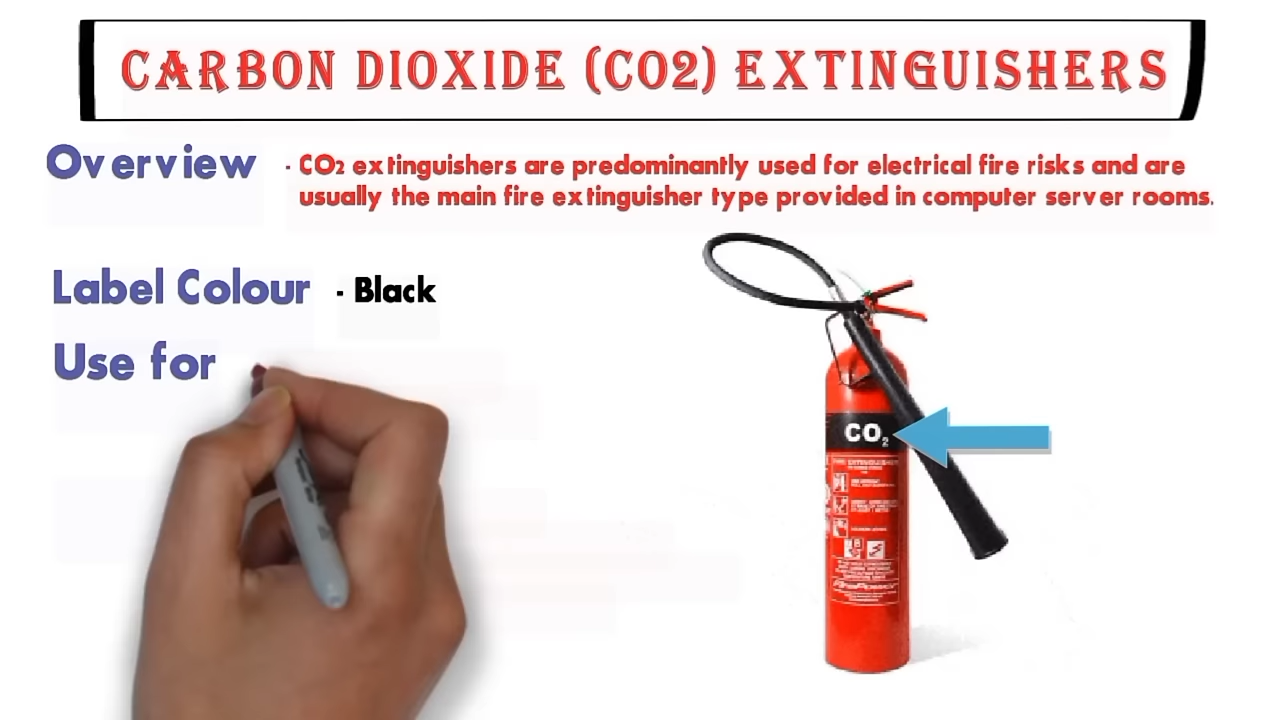 CARBON DIOXIDE (CO2) EXTINGUISHERS
Overview - CO2 extinguishers are predominantly used for electrical fire risks and are
usually the main fire extinguisher type provided in computer server rooms.
Label Colour - Black
Use for
CO2